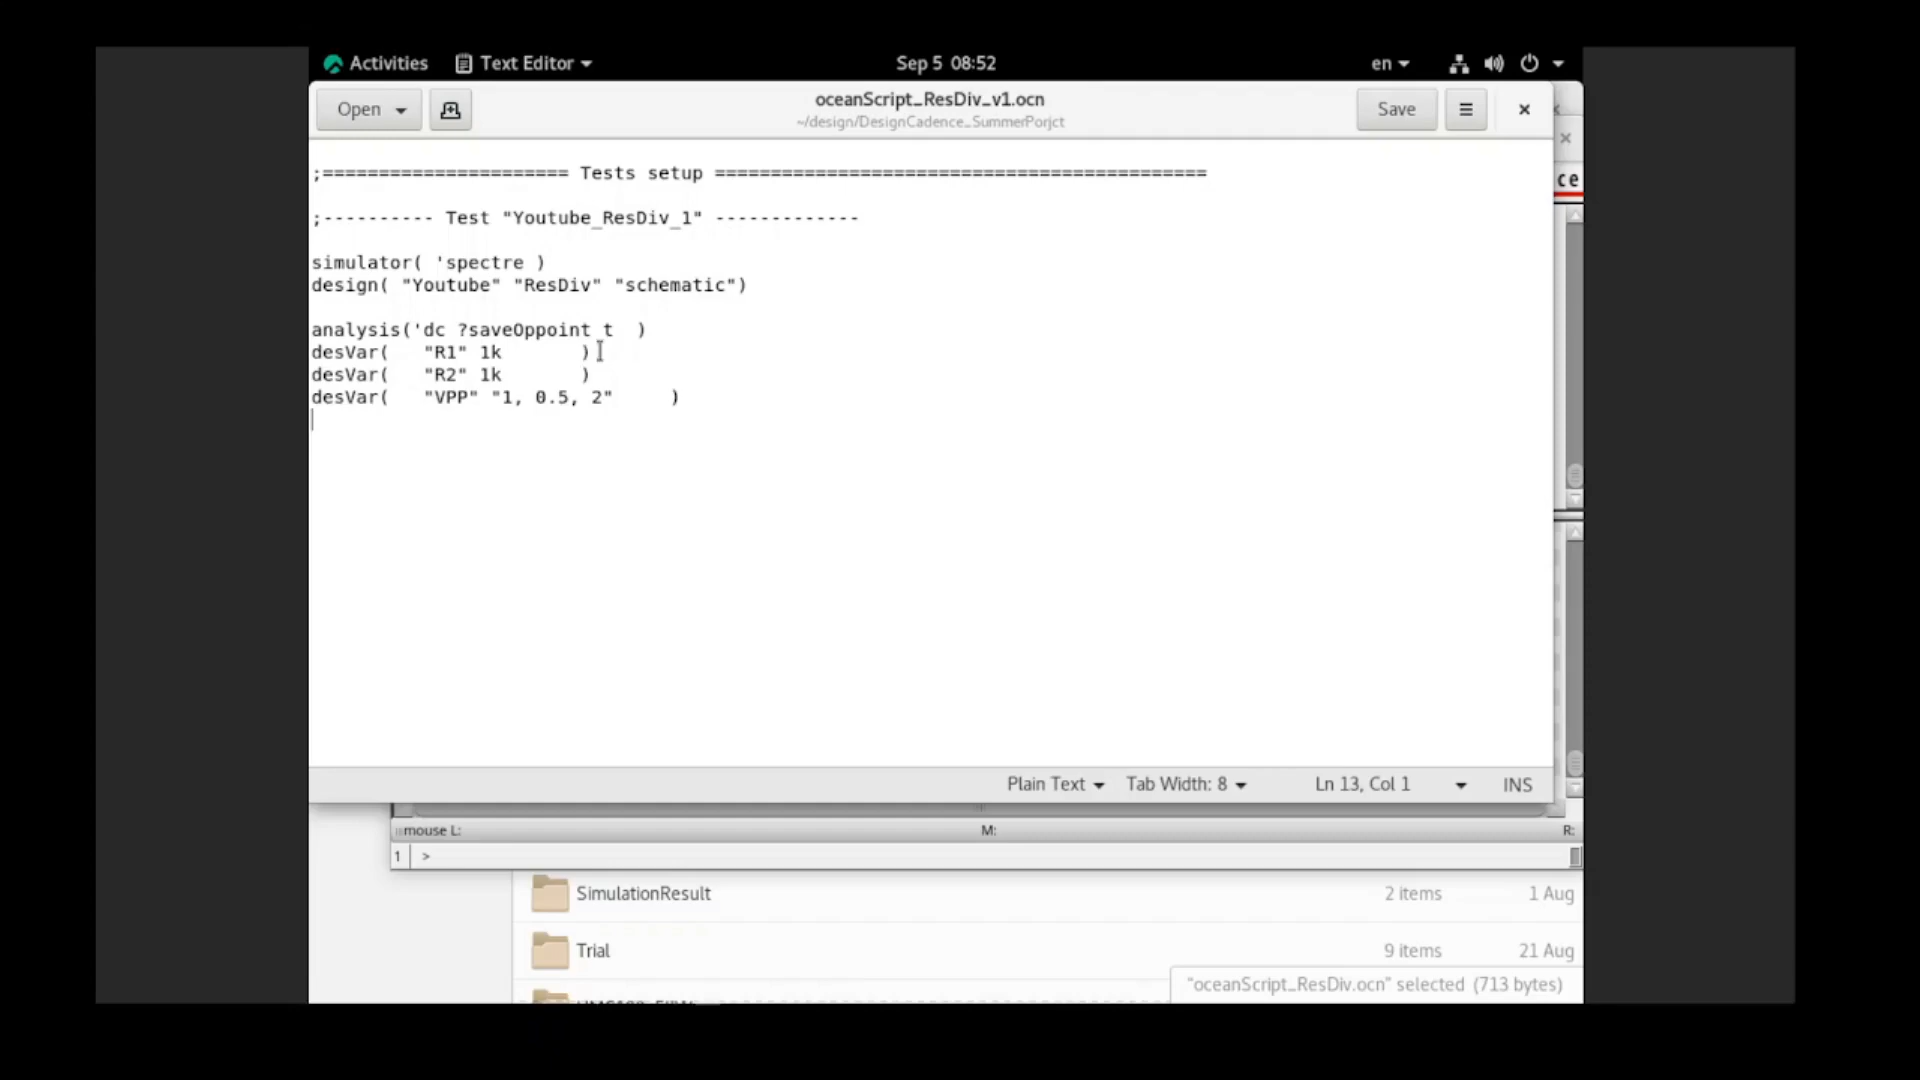 Activities Text Editor Sep 5 08:52 en
Open oceanScript_ResDiv_v1.ocn Save
~/design/DesignCadence_SummerPorjct
;====================== Tests setup ============================================
;---------- Test "Youtube_ResDiv_1" -------------
simulator( 'spectre )
design( "Youtube" "ResDiv" "schematic")
analysis('dc ?saveOppoint t )
desVar( "R1" 1k )
desVar( "R2" 1k )
desVar( "VPP" "1, 0.5, 2" )
ce
Plain Text Tab Width: 8 Ln 13, Col 1 INS
mouse L: M: R:
1 >
SimulationResult 2 items 1 Aug
Trial 9 items 21 Aug
"oceanScript_ResDiv.ocn" selected (713 bytes)